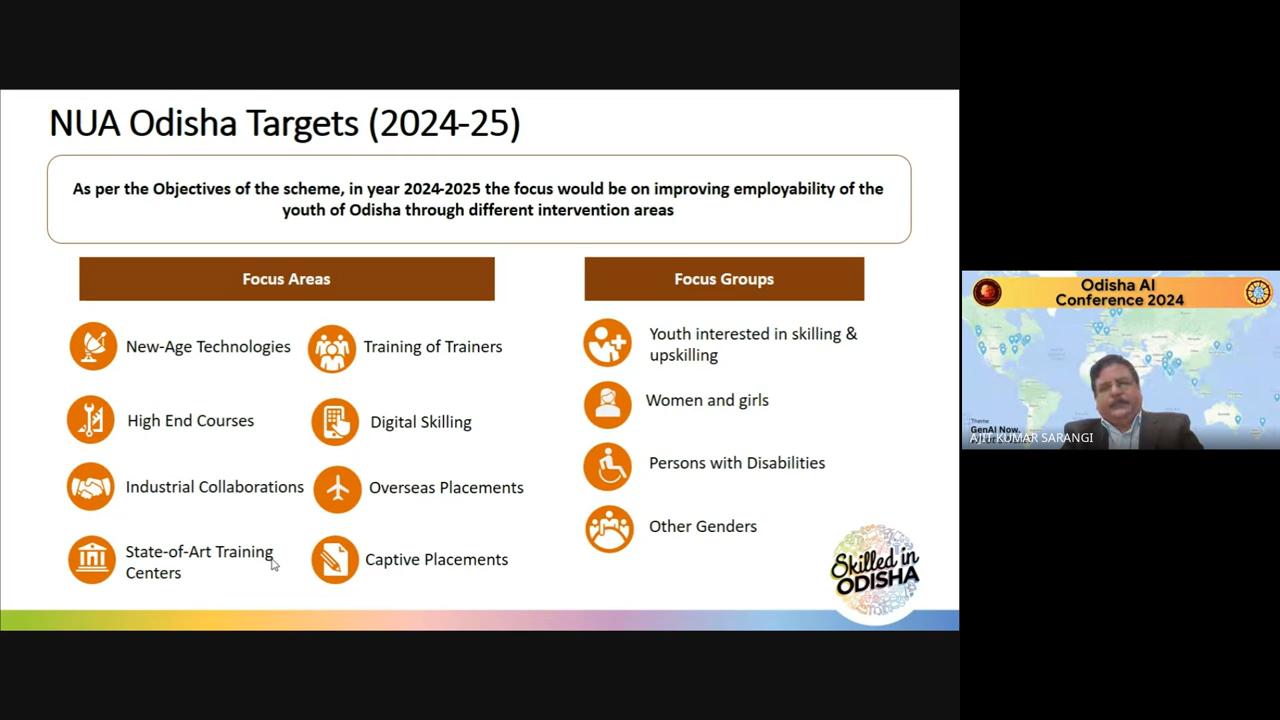 NUA Odisha Targets (2024-25)
As per the Objectives of the scheme, in year 2024-2025 the focus would be on improving employability of the
youth of Odisha through different intervention areas
Focus Areas
New-Age Technologies
High End Courses
Industrial Collaborations
State-of-Art Training
Centers
Training of Trainers
Digital Skilling
Overseas Placements
Captive Placements
Focus Groups
Youth interested in skilling &
upskilling
Women and girls
Persons with Disabilities
Other Genders
Skilled in
ODISHA
Odisha AI
Conference 2024
Theme
GenAI Now.
AJIT KUMAR SARANGI